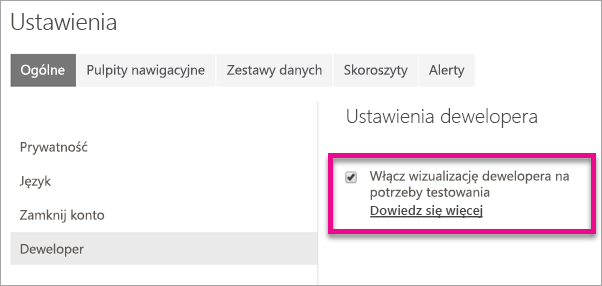 Ustawienia
Ogólne Pulpity nawigacyjne Zestawy danych Skoroszyty Alerty
Prywatność
Język
Zamknij konto
Deweloper
Ustawienia dewelopera
Włącz wizualizację dewelopera na
potrzeby testowania
Dowiedz się więcej